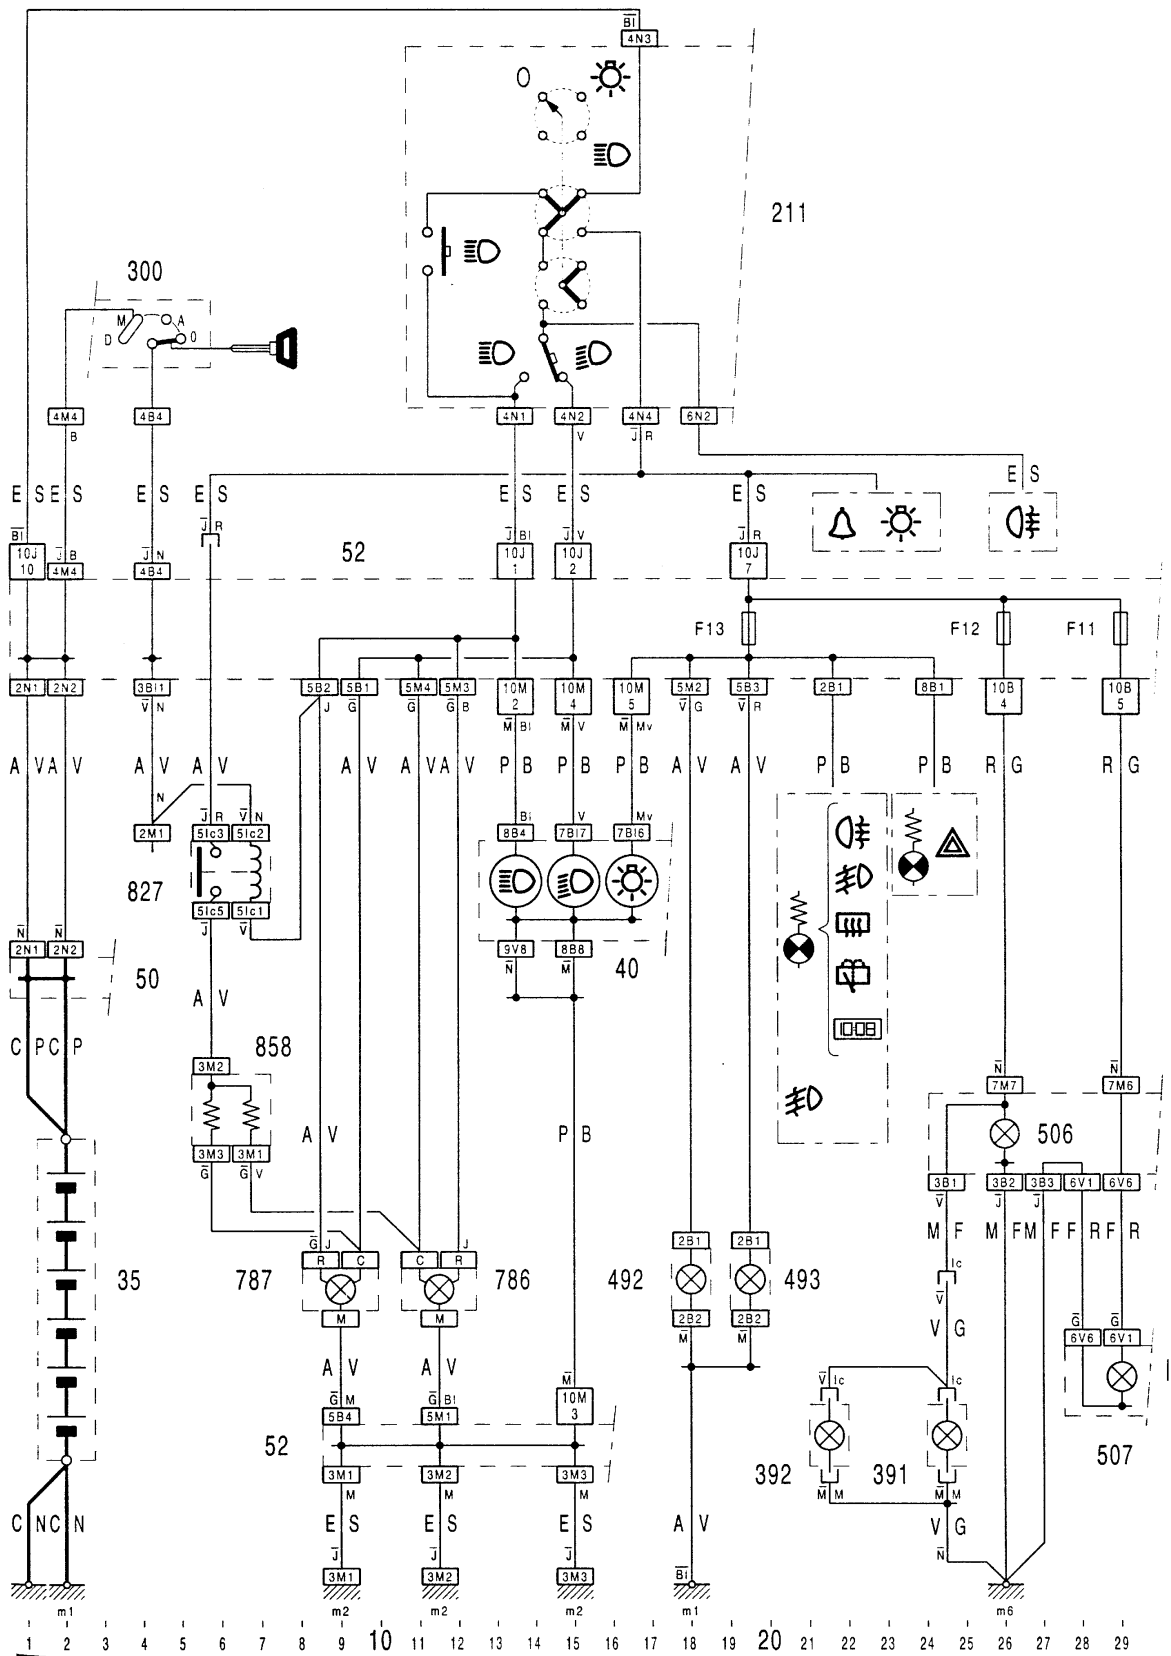 BI
4N3
0
211
300
M
A
D
0
4M4
B
4B4
4N1
4N2
V
4N4
J R
6N2
E S
E S
E S
E S
E S
E S
E S
E S
BI
10J 10
J B
4M4
J N
4B4
J R
52
J BI
10J 1
J V
10J 2
J R
10J 7
F13
F12
F11
2N1
2N2
3BI1
V N
5B2
J
5B1
G
5M4
G
5M3
G B
10M 2
M BI
10M 4
M V
10M 5
M Mv
5M2
V G
5B3
V R
2B1
8B1
10B 4
10B 5
A V
A V
A V
A V
A V
A V
A V
P B
P B
P B
A V
A V
P B
P B
R G
R G
N
2M1
J R
V N
5Ic3
5Ic2
827
5Ic5
5Ic1
J
V
BI
V
Mv
8B4
7BI7
7BI6
9V8
8B8
N
M
40
N
N
2N1
2N2
50
A V
C P
C P
10:08
3M2
858
3M3
3M1
G
G V
A V
P B
N
7M7
N
7M6
506
3B1
3B2
3B3
6V1
6V6
V
J
J
M F
M F
M F
F R
F R
35
787
G J
R
C
C
J
R
786
M
M
492
2B1
2B1
493
2B2
2B2
M
M
Ic
V
V G
G
G
6V6
6V1
I
507
A V
A V
G M
5B4
G BI
5M1
M
10M 3
52
3M1
3M2
3M3
M
M
M
V Ic
Ic
392
391
M M
M M
V G
N
C N
C N
E S
E S
E S
A V
J
J
J
3M1
3M2
3M3
BI
m1
m2
m2
m2
m1
m6
1 2 3 4 5 6 7 8 9 10 11 12 13 14 15 16 17 18 19 20 21 22 23 24 25 26 27 28 29